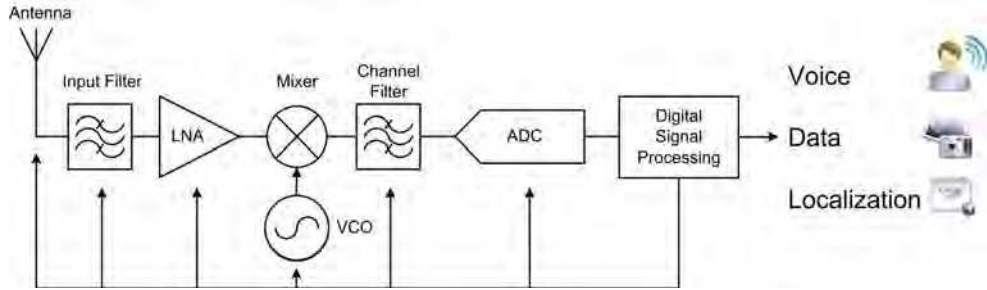 Antenna
Input Filter
LNA
Mixer
Channel
Filter
ADC
Digital
Signal
Processing
VCO
Voice
Data
Localization